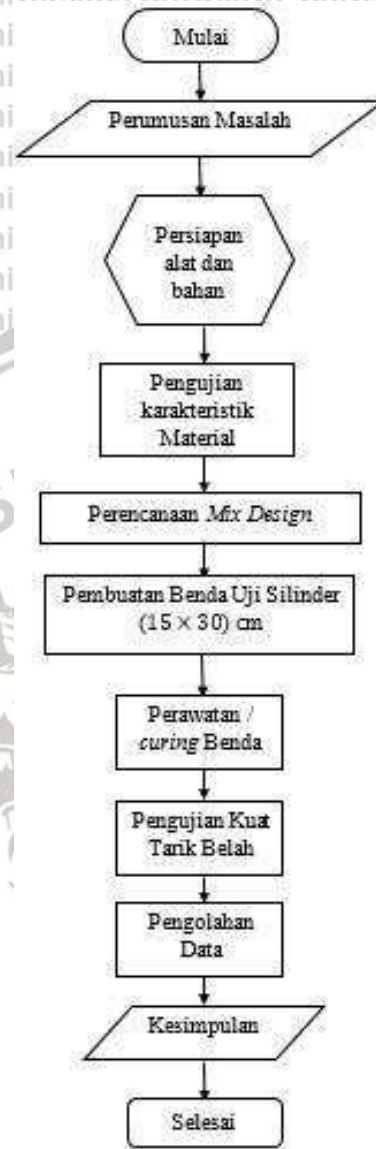 Mulai
Perumusan Masalah
Persiapan
alat dan
bahan
Pengujian
karakteristik
Material
Perencanaan Mix Design
Pembuatan Benda Uji Silinder
(15 × 30) cm
Perawatan /
curing Benda
Pengujian Kuat
Tarik Belah
Pengolahan
Data
Kesimpulan
Selesai